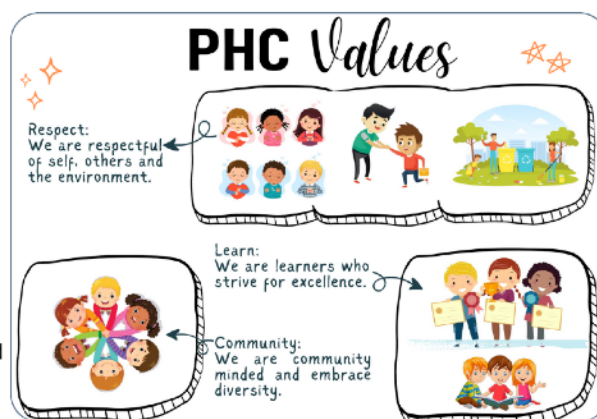 PHC Values
Respect:
We are respectful
of self, others and
the environment.
Learn:
We are learners who
strive for excellence.
Community:
We are community
minded and embrace
diversity.